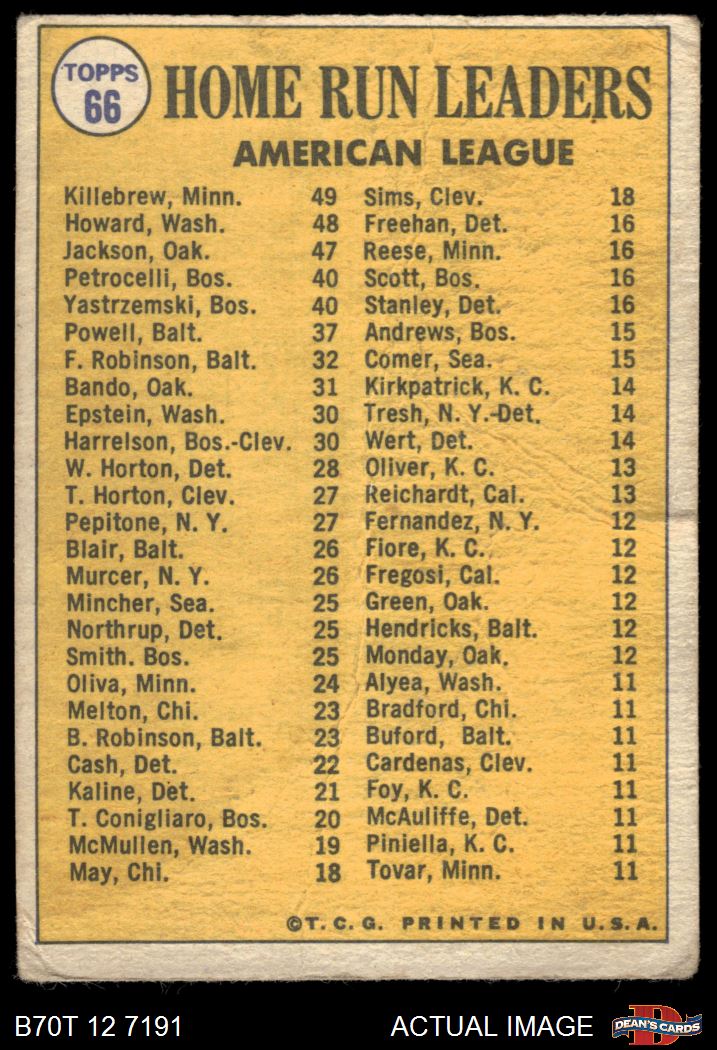 TOPPS
66
HOME RUN LEADERS
AMERICAN LEAGUE
Killebrew, Minn. 49
Howard, Wash. 48
Jackson, Oak. 47
Petrocelli, Bos. 40
Yastrzemski, Bos. 40
Powell, Balt. 37
F. Robinson, Balt. 32
Bando, Oak. 31
Epstein, Wash. 30
Harrelson, Bos.-Clev. 30
W. Horton, Det. 28
T. Horton, Clev. 27
Pepitone, N. Y. 27
Blair, Balt. 26
Murcer, N. Y. 26
Mincher, Sea. 25
Northrup, Det. 25
Smith. Bos. 25
Oliva, Minn. 24
Melton, Chi. 23
B. Robinson, Balt. 23
Cash, Det. 22
Kaline, Det. 21
T. Conigliaro, Bos. 20
McMullen, Wash. 19
May, Chi. 18
Sims, Clev. 18
Freehan, Det. 16
Reese, Minn. 16
Scott, Bos. 16
Stanley, Det. 16
Andrews, Bos. 15
Comer, Sea. 15
Kirkpatrick, K. C. 14
Tresh, N. Y.-Det. 14
Wert, Det. 14
Oliver, K. C. 13
Reichardt, Cal. 13
Fernandez, N. Y. 12
Fiore, K. C. 12
Fregosi, Cal. 12
Green, Oak. 12
Hendricks, Balt. 12
Monday, Oak. 12
Alyea, Wash. 11
Bradford, Chi. 11
Buford, Balt. 11
Cardenas, Clev. 11
Foy, K. C. 11
McAuliffe, Det. 11
Piniella, K. C. 11
Tovar, Minn. 11
©T. C. G. PRINTED IN U. S. A.
B70T 12 7191
ACTUAL IMAGE
D
DEAN'S CARDS